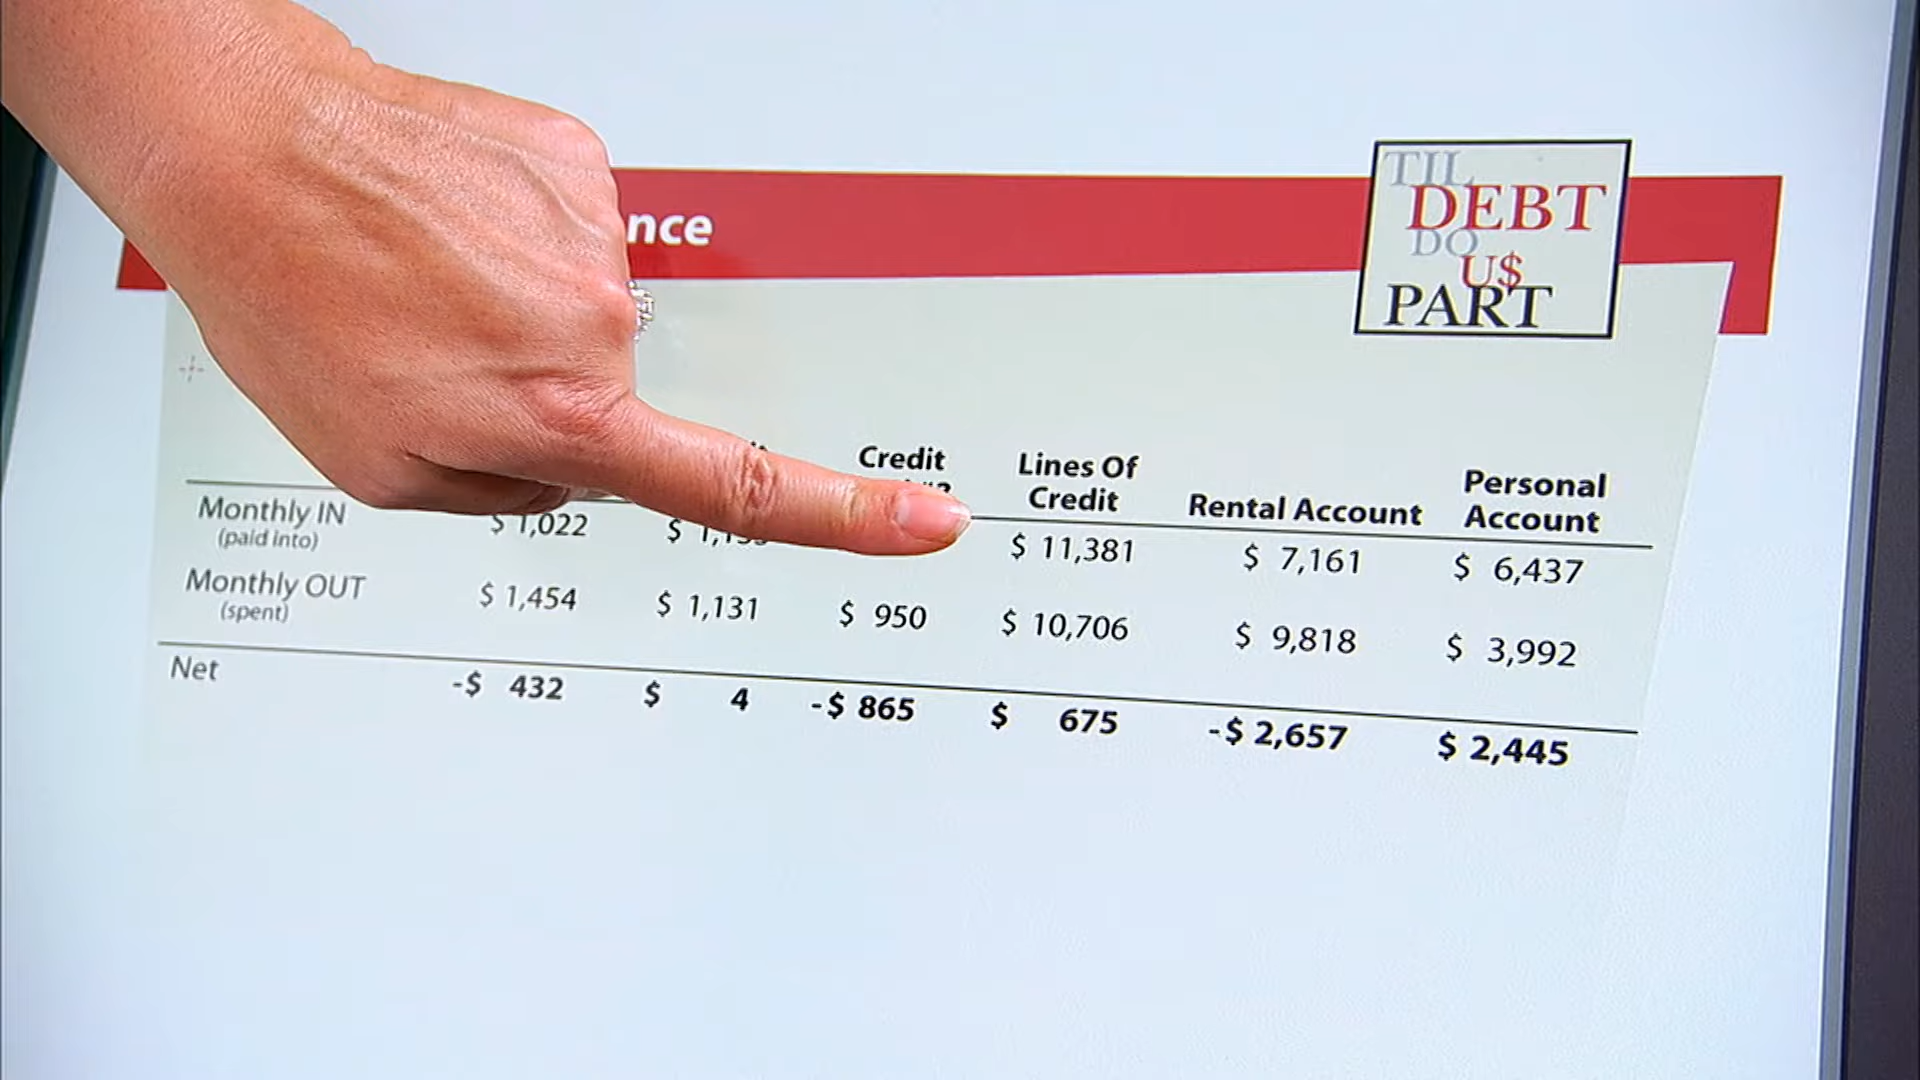 nce
TIL
DEBT
DO
U$
PART
Credit
Lines Of
Credit
Rental Account
Personal
Account
Monthly IN
(paid into)
$ 1,022
$ 11,381
$ 7,161
$ 6,437
Monthly OUT
(spent)
$ 1,454
$ 1,131
$ 950
$ 10,706
$ 9,818
$ 3,992
Net
-$ 432
$ 4
-$ 865
$ 675
-$ 2,657
$ 2,445